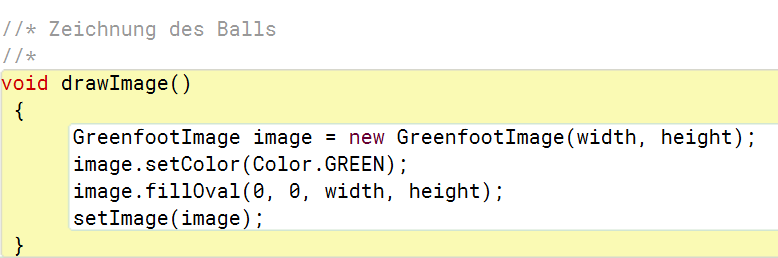 //* Zeichnung des Balls
//*
void drawImage()
{
GreenfootImage image = new GreenfootImage(width, height);
image.setColor(Color.GREEN);
image.fillOval(0, 0, width, height);
setImage(image);
}